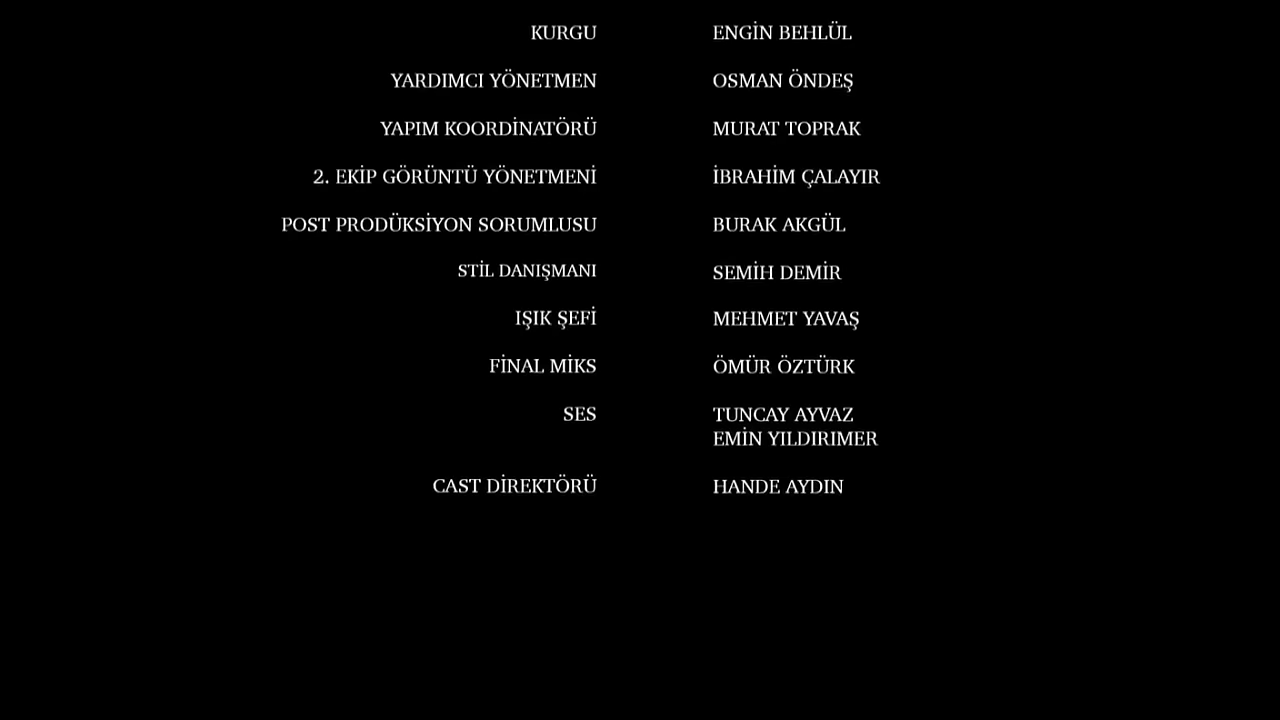 KURGU ENGİN BEHLÜL
YARDIMCI YÖNETMEN OSMAN ÖNDEŞ
YAPIM KOORDİNATÖRÜ MURAT TOPRAK
2. EKİP GÖRÜNTÜ YÖNETMENİ İBRAHİM ÇALAYIR
POST PRODÜKSİYON SORUMLUSU BURAK AKGÜL
STİL DANIŞMANI SEMİH DEMİR
IŞIK ŞEFİ MEHMET YAVAŞ
FİNAL MİKS ÖMÜR ÖZTÜRK
SES TUNCAY AYVAZ
EMİN YILDIRIMER
CAST DİREKTÖRÜ HANDE AYDIN